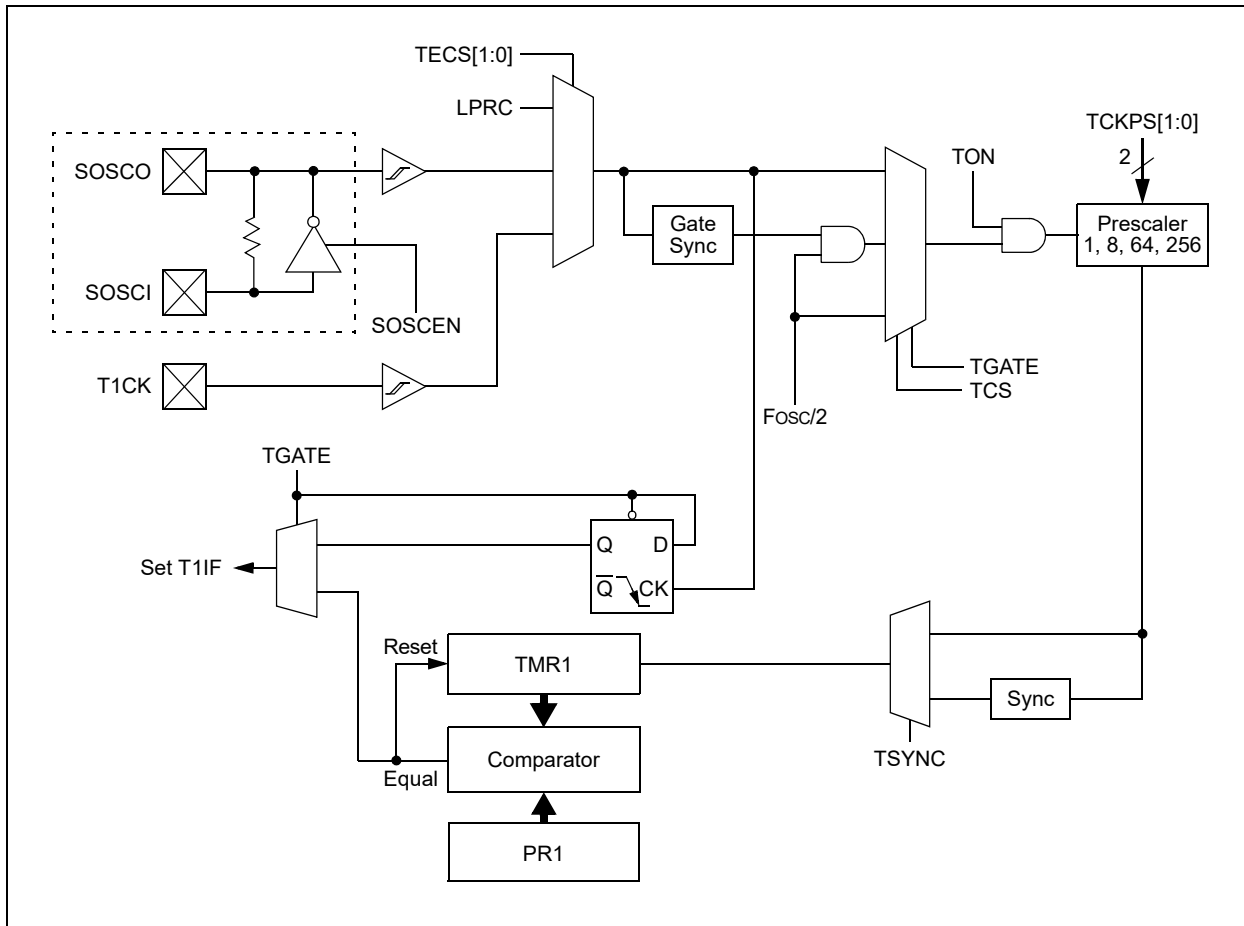 TECS[1:0]
LPRC
SOSCO
SOSCI
SOSCEN
T1CK
Gate
Sync
FOSC/2
TON
TCKPS[1:0]
2
Prescaler
1, 8, 64, 256
TGATE
TCS
TGATE
Set T1IF
Q D
Q CK
Reset
TMR1
Equal
Comparator
PR1
Sync
TSYNC